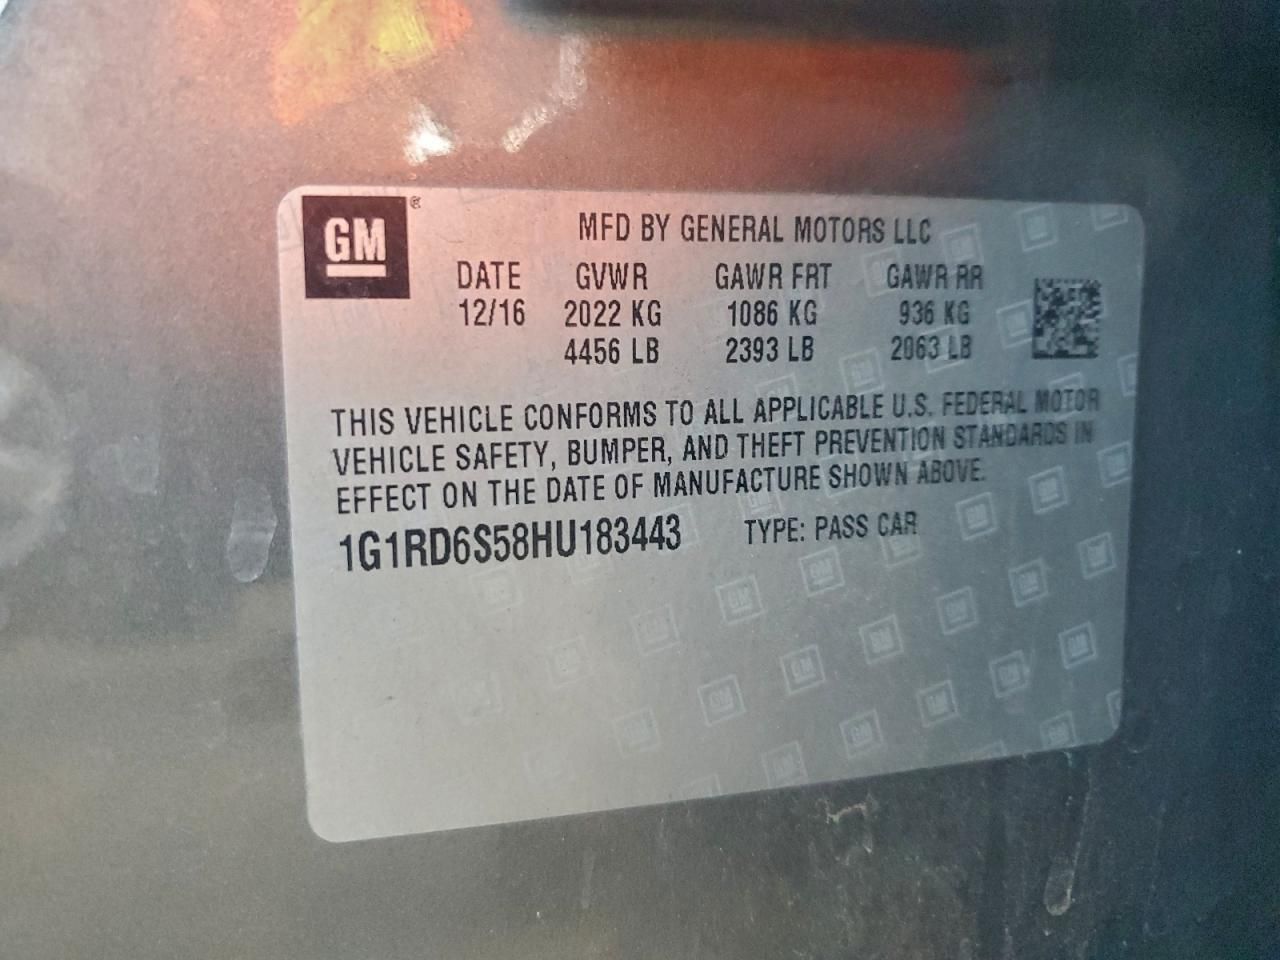 GM®
MFD BY GENERAL MOTORS LLC
DATE GVWR GAWR FRT GAWR RR
12/16 2022 KG 1086 KG 936 KG
4456 LB 2393 LB 2063 LB
THIS VEHICLE CONFORMS TO ALL APPLICABLE U.S. FEDERAL MOTOR
VEHICLE SAFETY, BUMPER, AND THEFT PREVENTION STANDARDS IN
EFFECT ON THE DATE OF MANUFACTURE SHOWN ABOVE.
1G1RD6S58HU183443 TYPE: PASS CAR